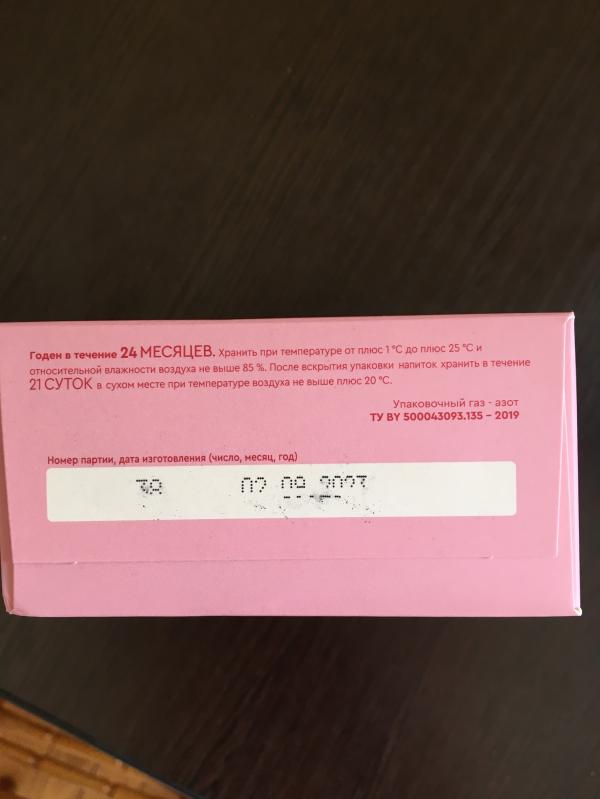 Годен в течение 24 МЕСЯЦЕВ. Хранить при температуре от плюс 1 °C до плюс 25 °C и
относительной влажности воздуха не выше 85 %. После вскрытия упаковки напиток хранить в течение
21 СУТОК в сухом месте при температуре воздуха не выше плюс 20 °C.
Упаковочный газ - азот
ТУ BY 500043093.135 – 2019
Номер партии, дата изготовления (число, месяц, год)